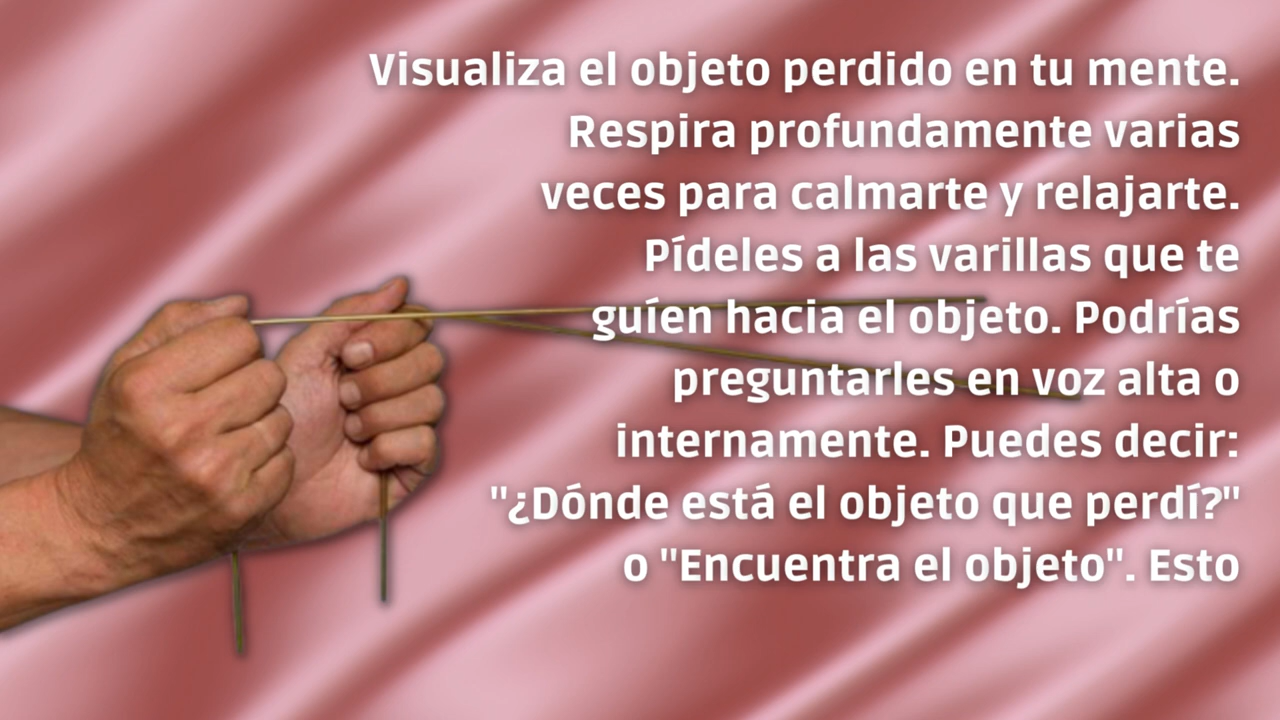 Visualiza el objeto perdido en tu mente.
Respira profundamente varias
veces para calmarte y relajarte.
Pídeles a las varillas que te
guíen hacia el objeto. Podrías
preguntarles en voz alta o
internamente. Puedes decir:
"¿Dónde está el objeto que perdí?"
o "Encuentra el objeto". Esto